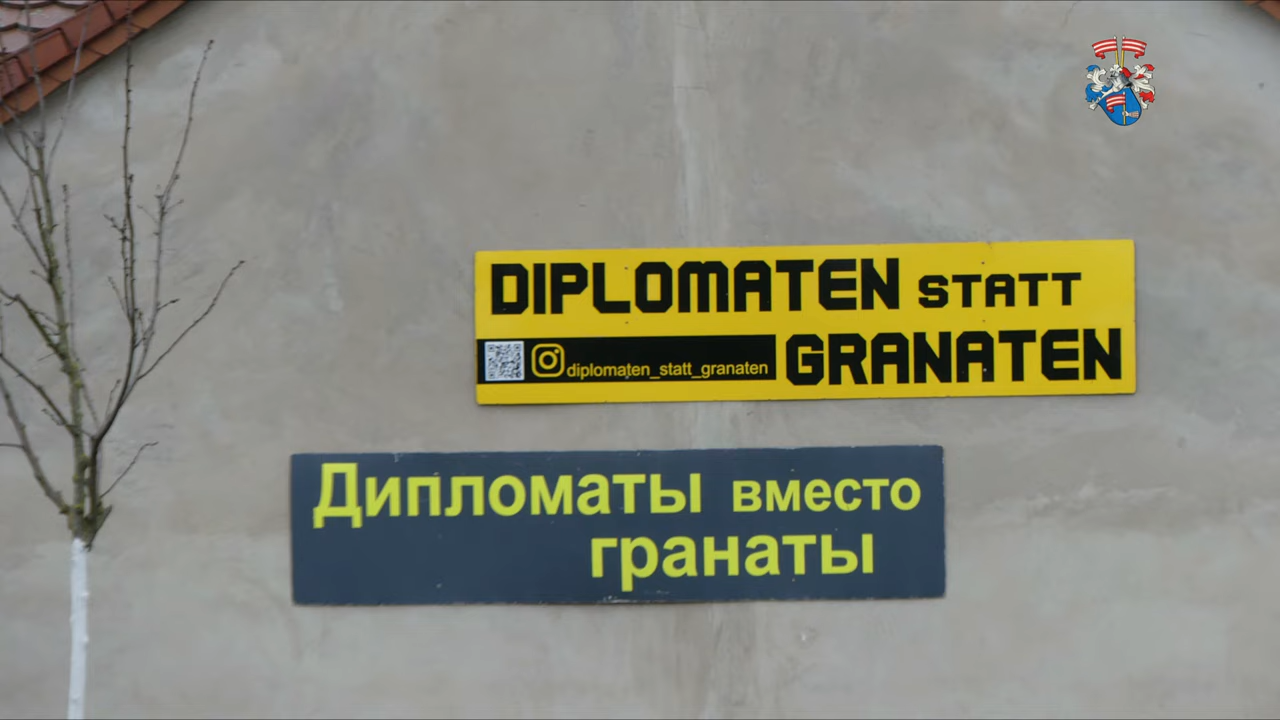 DIPLOMATEN STATT
GRANATEN
diplomaten_statt_granaten
Дипломаты вместо
гранаты